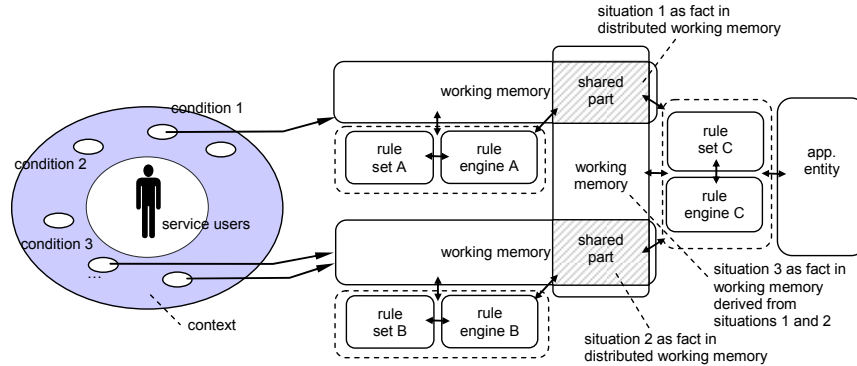 situation 1 as fact in
distributed working memory
condition 1
condition 2
condition 3
...
service users
context
working memory
shared
part
rule
set A
rule
engine A
working
memory
rule
set C
rule
engine C
app.
entity
working memory
shared
part
rule
set B
rule
engine B
situation 3 as fact in
working memory
derived from
situations 1 and 2
situation 2 as fact in
distributed working memory